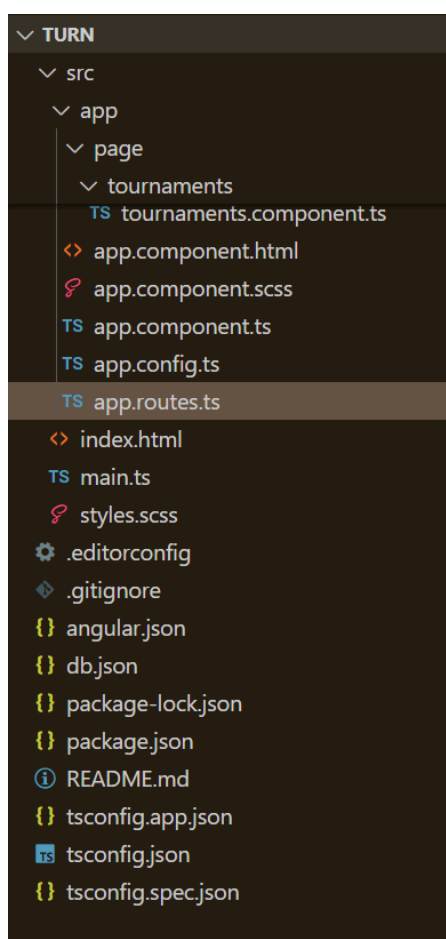 TURN
src
app
page
tournaments
TS tournaments.component.ts
<> app.component.html
app.component.scss
TS app.component.ts
TS app.config.ts
TS app.routes.ts
<> index.html
TS main.ts
styles.scss
.editorconfig
.gitignore
{} angular.json
{} db.json
{} package-lock.json
{} package.json
README.md
{} tsconfig.app.json
TS tsconfig.json
{} tsconfig.spec.json